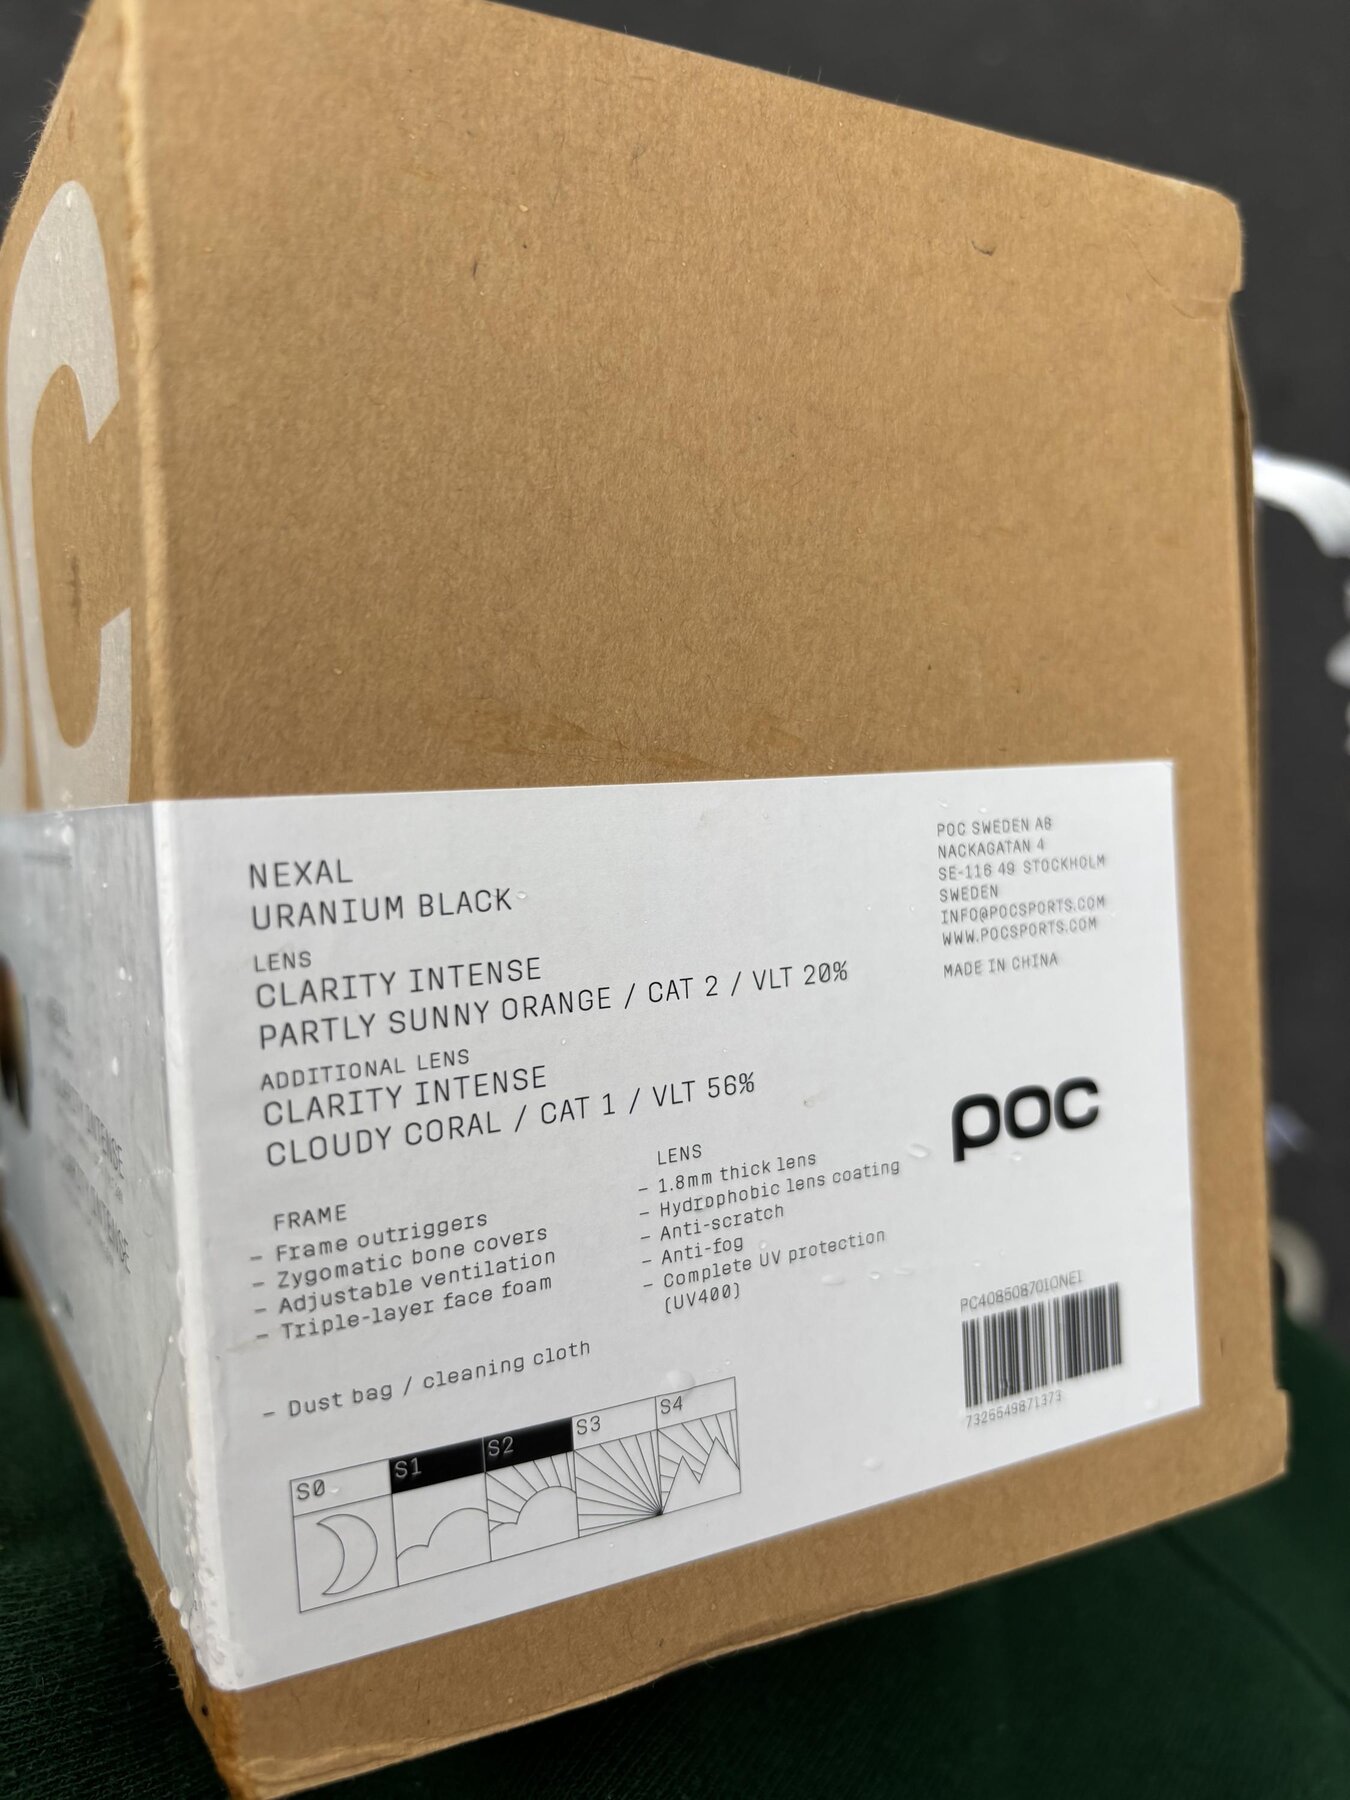 NEXAL
URANIUM BLACK
LENS
CLARITY INTENSE
PARTLY SUNNY ORANGE / CAT 2 / VLT 20%
ADDITIONAL LENS
CLARITY INTENSE
CLOUDY CORAL / CAT 1 / VLT 56%
FRAME
– Frame outriggers
– Zygomatic bone covers
– Adjustable ventilation
– Triple-layer face foam
– Dust bag / cleaning cloth
LENS
– 1.8mm thick lens
– Hydrophobic lens coating
– Anti-scratch
– Anti-fog
– Complete UV protection
(UV400)
S0 S1 S2 S3 S4
POC SWEDEN AB
NACKAGATAN 4
SE-116 49 STOCKHOLM
SWEDEN
INFO@POCSPORTS.COM
WWW.POCSPORTS.COM
MADE IN CHINA
poc
PC408508701ONE1
7325549871373
C
INTENSE
INTENSE